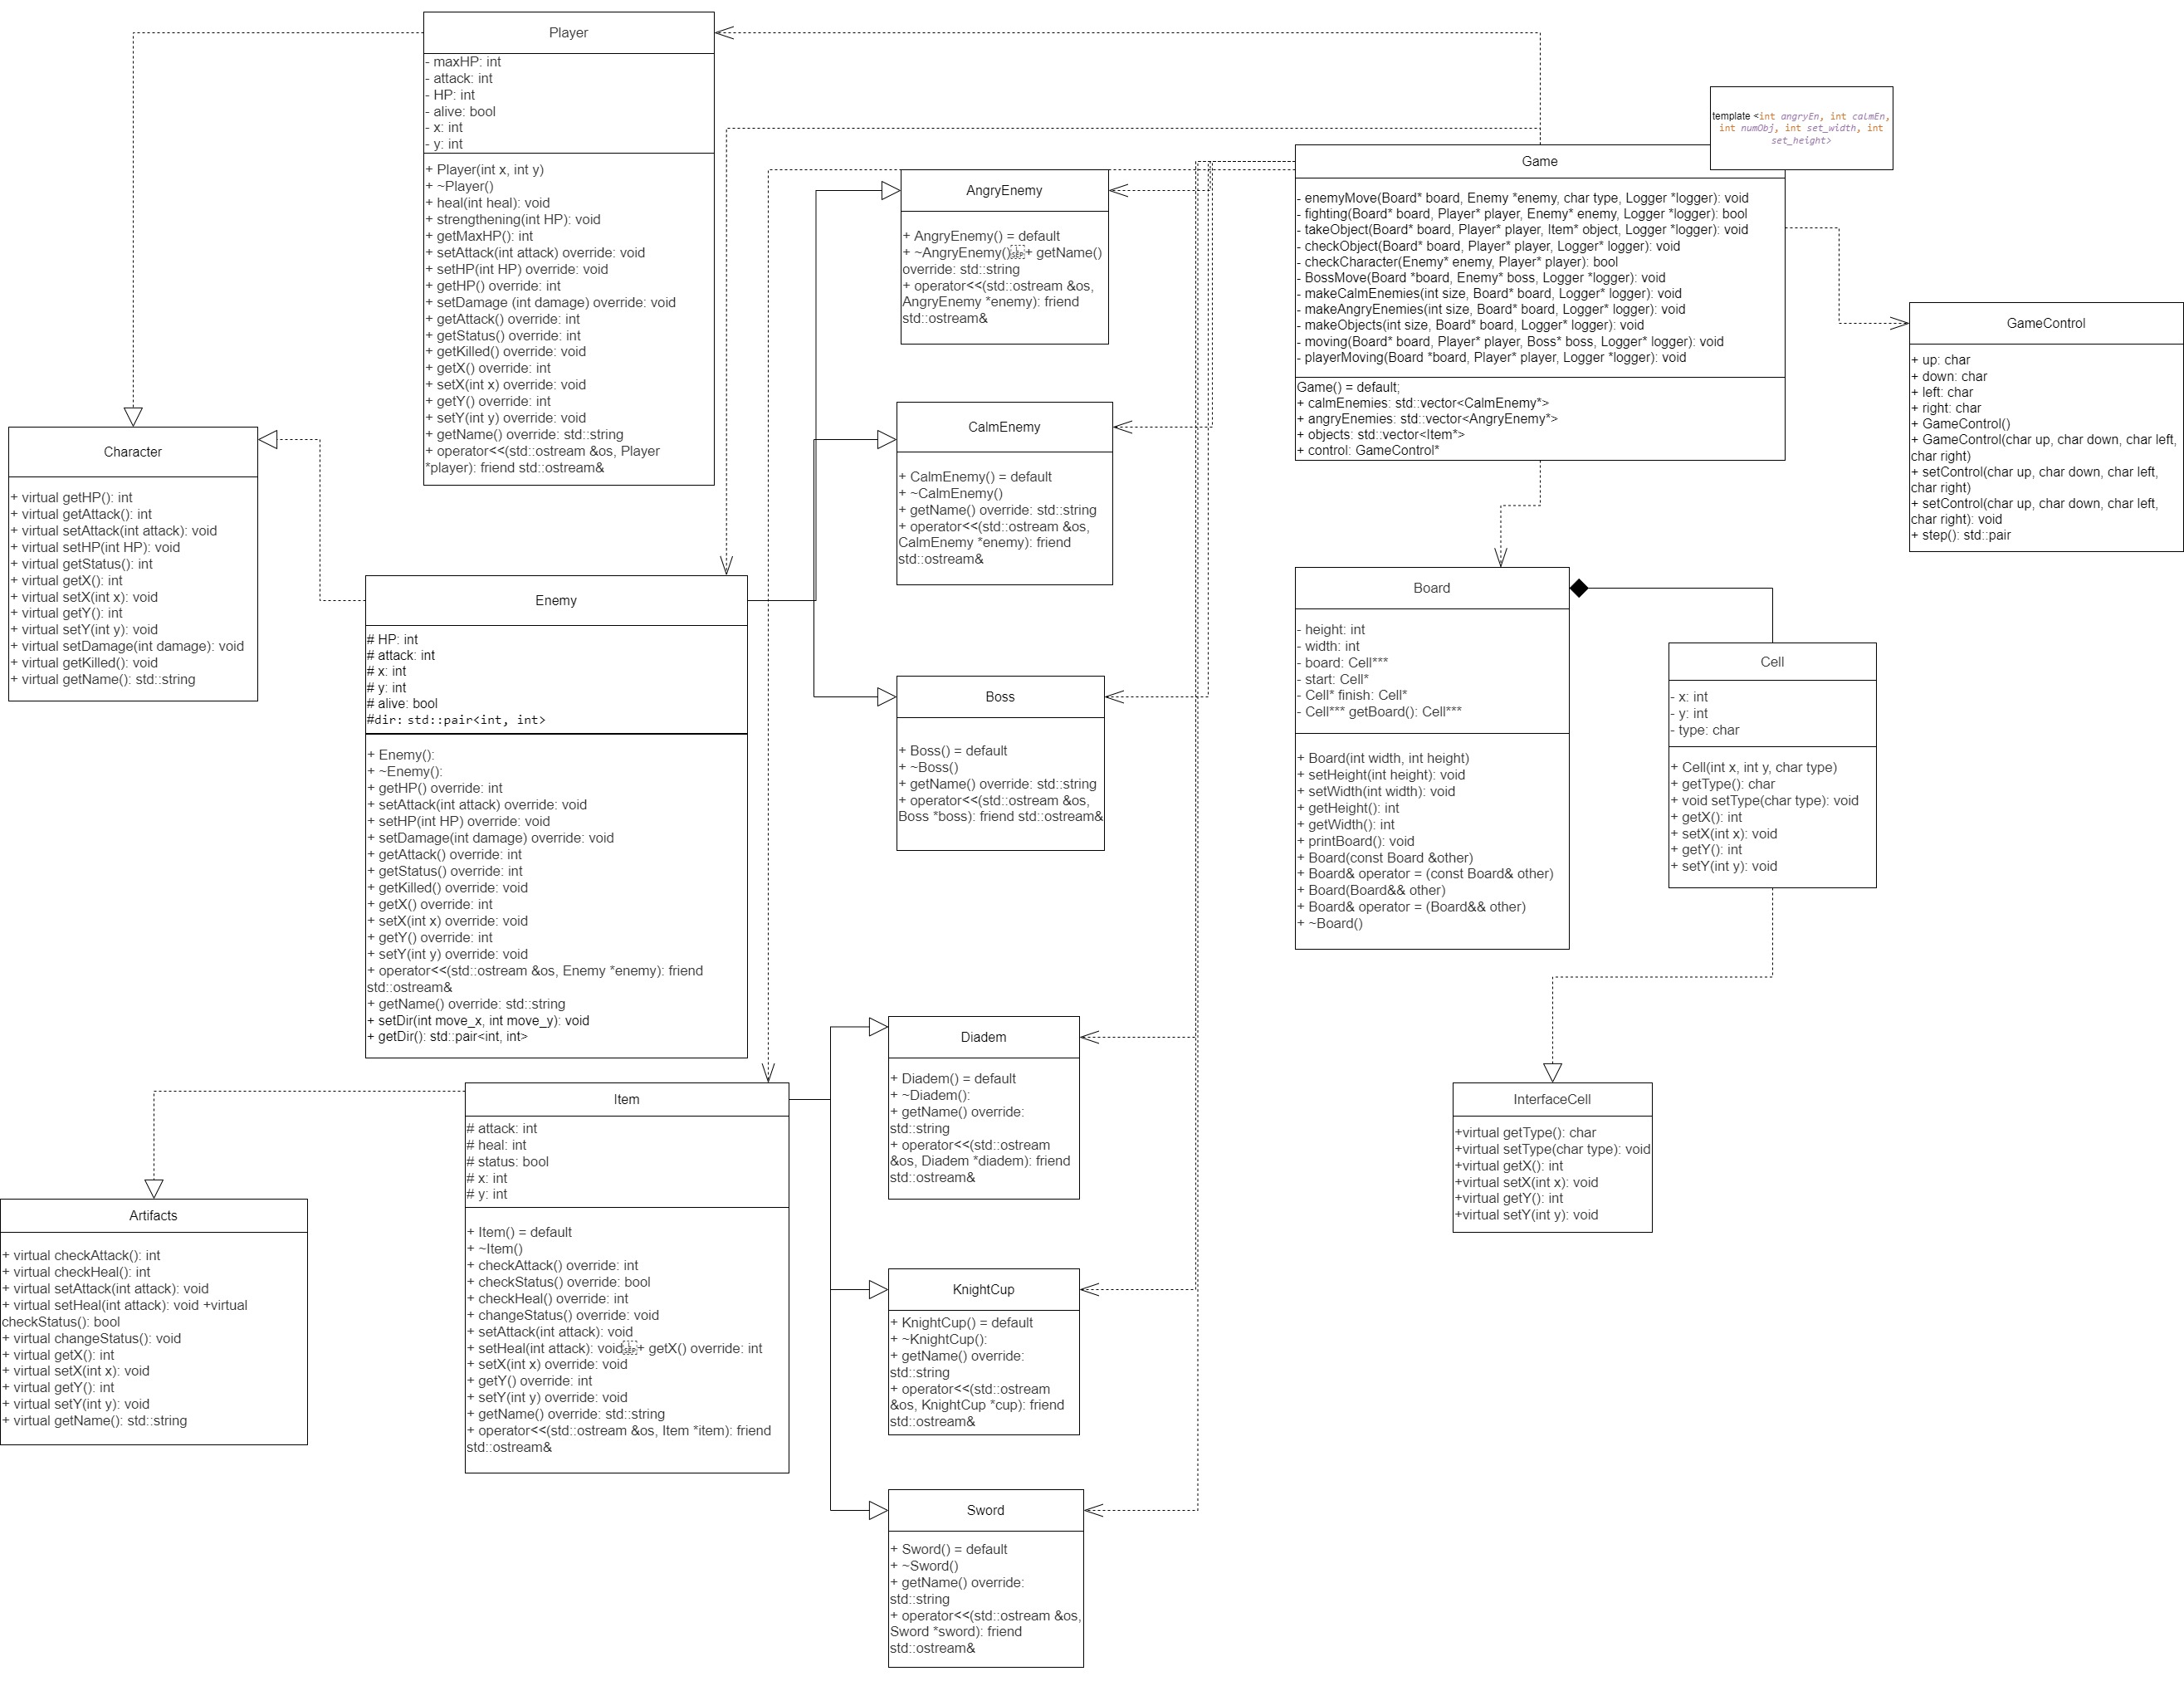 Player
- maxHP: int
- attack: int
- HP: int
- alive: bool
- x: int
- y: int
+ Player(int x, int y)
+ ~Player()
+ heal(int heal): void
+ strengthening(int HP): void
+ getMaxHP(): int
+ setAttack(int attack) override: void
+ setHP(int HP) override: void
+ getHP() override: int
+ setDamage (int damage) override: void
+ getAttack() override: int
+ getStatus() override: int
+ getKilled() override: void
+ getX() override: int
+ setX(int x) override: void
+ getY() override: int
+ setY(int y) override: void
+ getName() override: std::string
+ operator<<(std::ostream &os, Player
*player): friend std::ostream&
Character
+ virtual getHP(): int
+ virtual getAttack(): int
+ virtual setAttack(int attack): void
+ virtual setHP(int HP): void
+ virtual getStatus(): int
+ virtual getX(): int
+ virtual setX(int x): void
+ virtual getY(): int
+ virtual setY(int y): void
+ virtual setDamage(int damage): void
+ virtual getKilled(): void
+ virtual getName(): std::string
Enemy
# HP: int
# attack: int
# x: int
# y: int
# alive: bool
#dir: std::pair<int, int>
+ Enemy():
+ ~Enemy():
+ getHP() override: int
+ setAttack(int attack) override: void
+ setHP(int HP) override: void
+ setDamage(int damage) override: void
+ getAttack() override: int
+ getStatus() override: int
+ getKilled() override: void
+ getX() override: int
+ setX(int x) override: void
+ getY() override: int
+ setY(int y) override: void
+ operator<<(std::ostream &os, Enemy *enemy): friend
std::ostream&
+ getName() override: std::string
+ setDir(int move_x, int move_y): void
+ getDir(): std::pair<int, int>
AngryEnemy
+ AngryEnemy() = default
+ ~AngryEnemy()+ getName()
override: std::string
+ operator<<(std::ostream &os,
AngryEnemy *enemy): friend
std::ostream&
CalmEnemy
+ CalmEnemy() = default
+ ~CalmEnemy()
+ getName() override: std::string
+ operator<<(std::ostream &os,
CalmEnemy *enemy): friend
std::ostream&
Boss
+ Boss() = default
+ ~Boss()
+ getName() override: std::string
+ operator<<(std::ostream &os,
Boss *boss): friend std::ostream&
template <int angryEn, int calmEn,
int numObj, int set_width, int
set_height>
Game
- enemyMove(Board* board, Enemy *enemy, char type, Logger *logger): void
- fighting(Board* board, Player* player, Enemy* enemy, Logger *logger): bool
- takeObject(Board* board, Player* player, Item* object, Logger *logger): void
- checkObject(Board* board, Player* player, Logger* logger): void
- checkCharacter(Enemy* enemy, Player* player): bool
- BossMove(Board *board, Enemy* boss, Logger *logger): void
- makeCalmEnemies(int size, Board* board, Logger* logger): void
- makeAngryEnemies(int size, Board* board, Logger* logger): void
- makeObjects(int size, Board* board, Logger* logger): void
- moving(Board* board, Player* player, Boss* boss, Logger* logger): void
- playerMoving(Board *board, Player* player, Logger *logger): void
Game() = default;
+ calmEnemies: std::vector<CalmEnemy*>
+ angryEnemies: std::vector<AngryEnemy*>
+ objects: std::vector<Item*>
+ control: GameControl*
GameControl
+ up: char
+ down: char
+ left: char
+ right: char
+ GameControl()
+ GameControl(char up, char down, char left,
char right)
+ setControl(char up, char down, char left,
char right)
+ setControl(char up, char down, char left,
char right): void
+ step(): std::pair
Board
- height: int
- width: int
- board: Cell***
- start: Cell*
- Cell* finish: Cell*
- Cell*** getBoard(): Cell***
+ Board(int width, int height)
+ setHeight(int height): void
+ setWidth(int width): void
+ getHeight(): int
+ getWidth(): int
+ printBoard(): void
+ Board(const Board &other)
+ Board& operator = (const Board& other)
+ Board(Board&& other)
+ Board& operator = (Board&& other)
+ ~Board()
Cell
- x: int
- y: int
- type: char
+ Cell(int x, int y, char type)
+ getType(): char
+ void setType(char type): void
+ getX(): int
+ setX(int x): void
+ getY(): int
+ setY(int y): void
InterfaceCell
+virtual getType(): char
+virtual setType(char type): void
+virtual getX(): int
+virtual setX(int x): void
+virtual getY(): int
+virtual setY(int y): void
Artifacts
+ virtual checkAttack(): int
+ virtual checkHeal(): int
+ virtual setAttack(int attack): void
+ virtual setHeal(int attack): void +virtual
checkStatus(): bool
+ virtual changeStatus(): void
+ virtual getX(): int
+ virtual setX(int x): void
+ virtual getY(): int
+ virtual setY(int y): void
+ virtual getName(): std::string
Item
# attack: int
# heal: int
# status: bool
# x: int
# y: int
+ Item() = default
+ ~Item()
+ checkAttack() override: int
+ checkStatus() override: bool
+ checkHeal() override: int
+ changeStatus() override: void
+ setAttack(int attack): void
+ setHeal(int attack): void+ getX() override: int
+ setX(int x) override: void
+ getY() override: int
+ setY(int y) override: void
+ getName() override: std::string
+ operator<<(std::ostream &os, Item *item): friend
std::ostream&
Diadem
+ Diadem() = default
+ ~Diadem():
+ getName() override:
std::string
+ operator<<(std::ostream
&os, Diadem *diadem): friend
std::ostream&
KnightCup
+ KnightCup() = default
+ ~KnightCup():
+ getName() override:
std::string
+ operator<<(std::ostream
&os, KnightCup *cup): friend
std::ostream&
Sword
+ Sword() = default
+ ~Sword()
+ getName() override:
std::string
+ operator<<(std::ostream &os,
Sword *sword): friend
std::ostream&